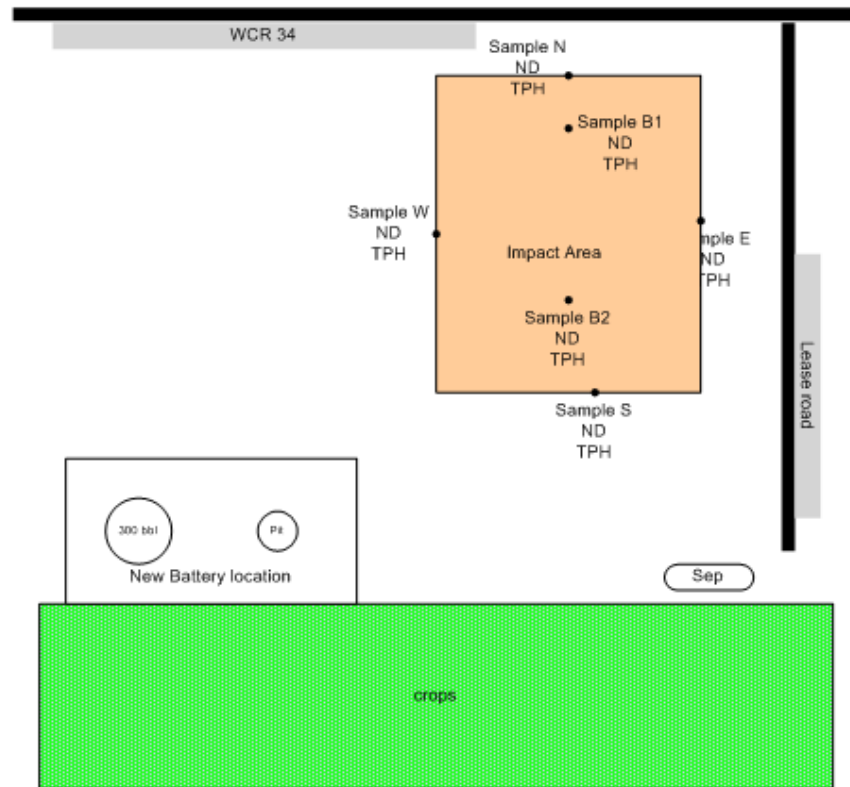 WCR 34
Sample N
ND
TPH
Sample B1
ND
TPH
Sample W
ND
TPH
mple E
ND
TPH
Impact Area
Sample B2
ND
TPH
Lease road
Sample S
ND
TPH
300 bbl
Pit
New Battery location
Sep
crops